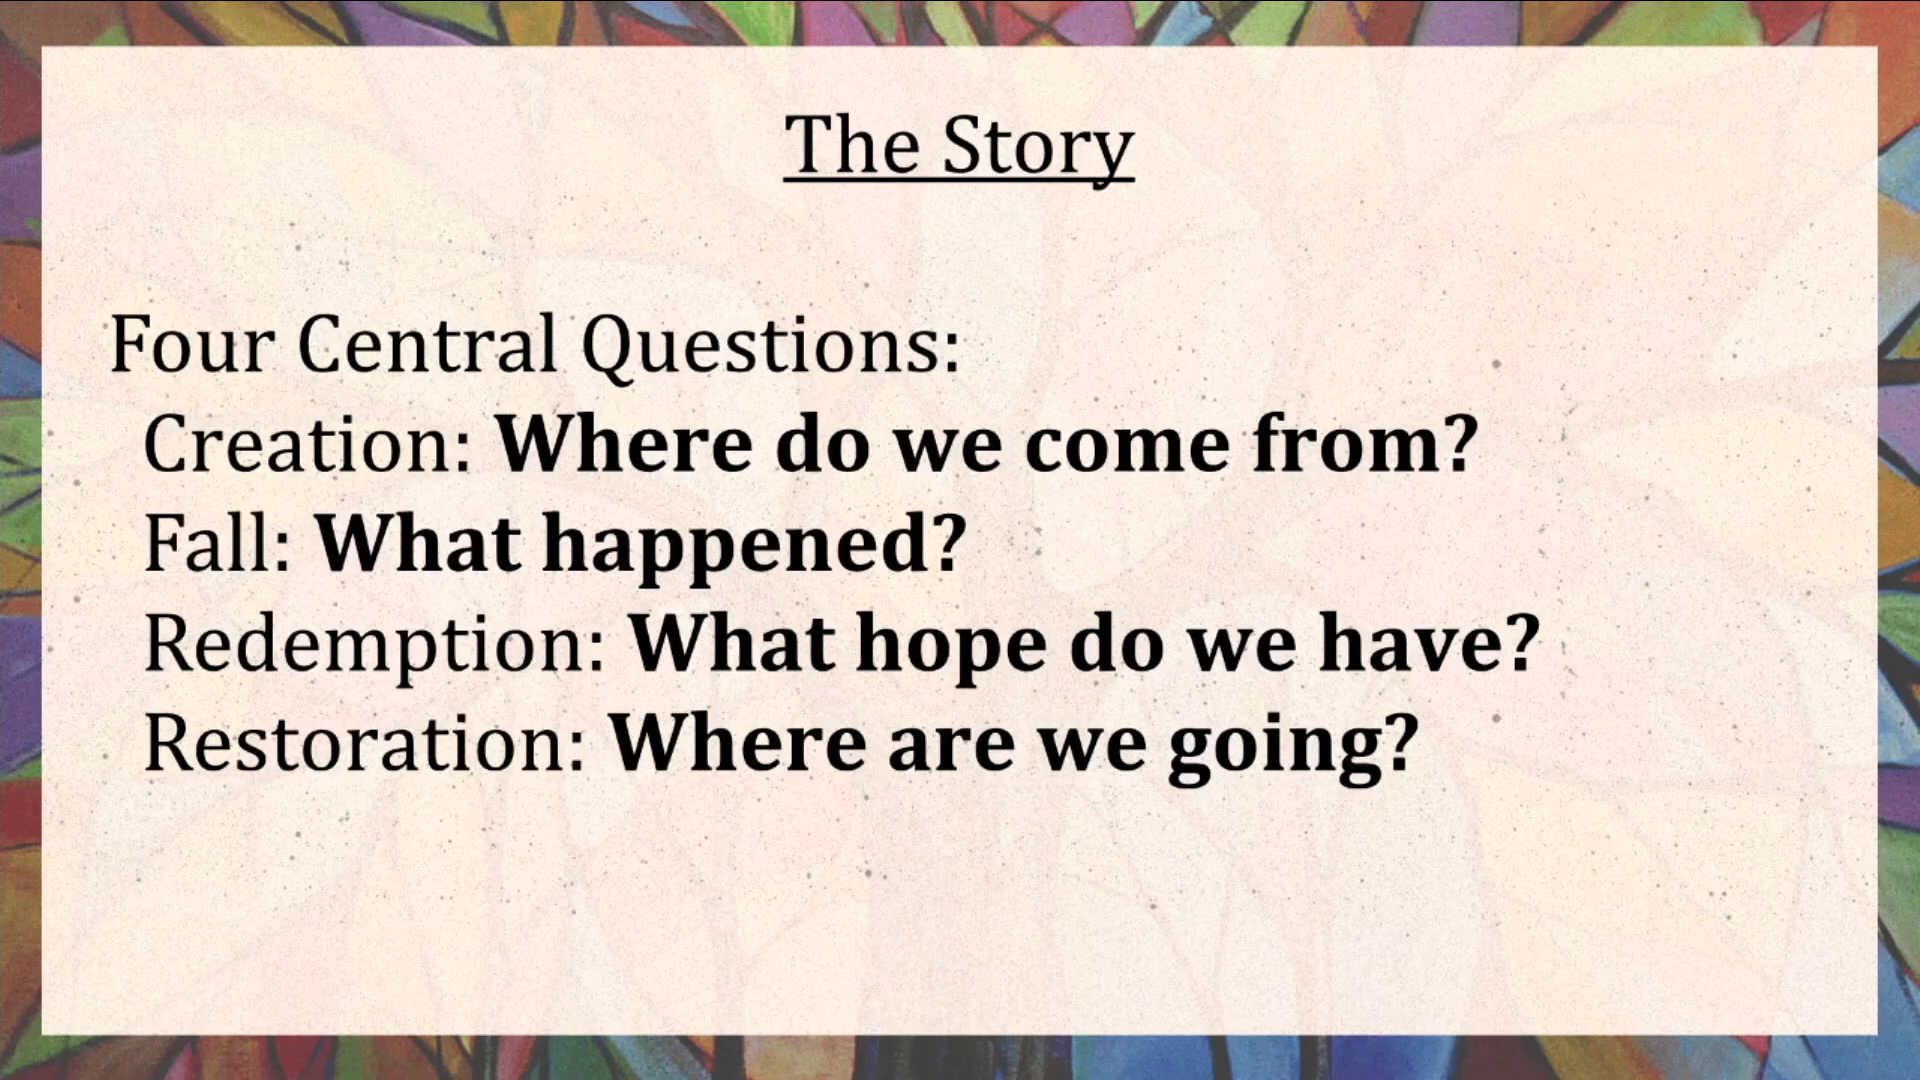 The Story
Four Central Questions:
Creation: Where do we come from?
Fall: What happened?
Redemption: What hope do we have?
Restoration: Where are we going?